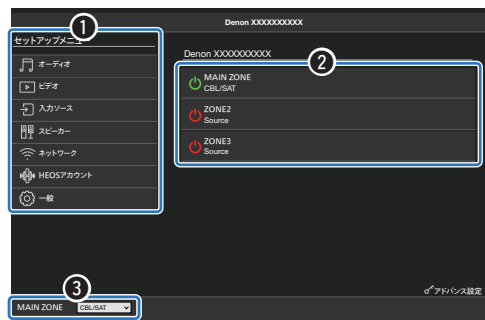 Denon XXXXXXXXXX
①
セットアップメニュー
オーディオ
ビデオ
入力ソース
スピーカー
ネットワーク
HEOSアカウント
一般
Denon XXXXXXXXXX
②
MAIN ZONE
CBL/SAT
ZONE2
Source
ZONE3
Source
アドバンス設定
③
MAIN ZONE CBL/SAT